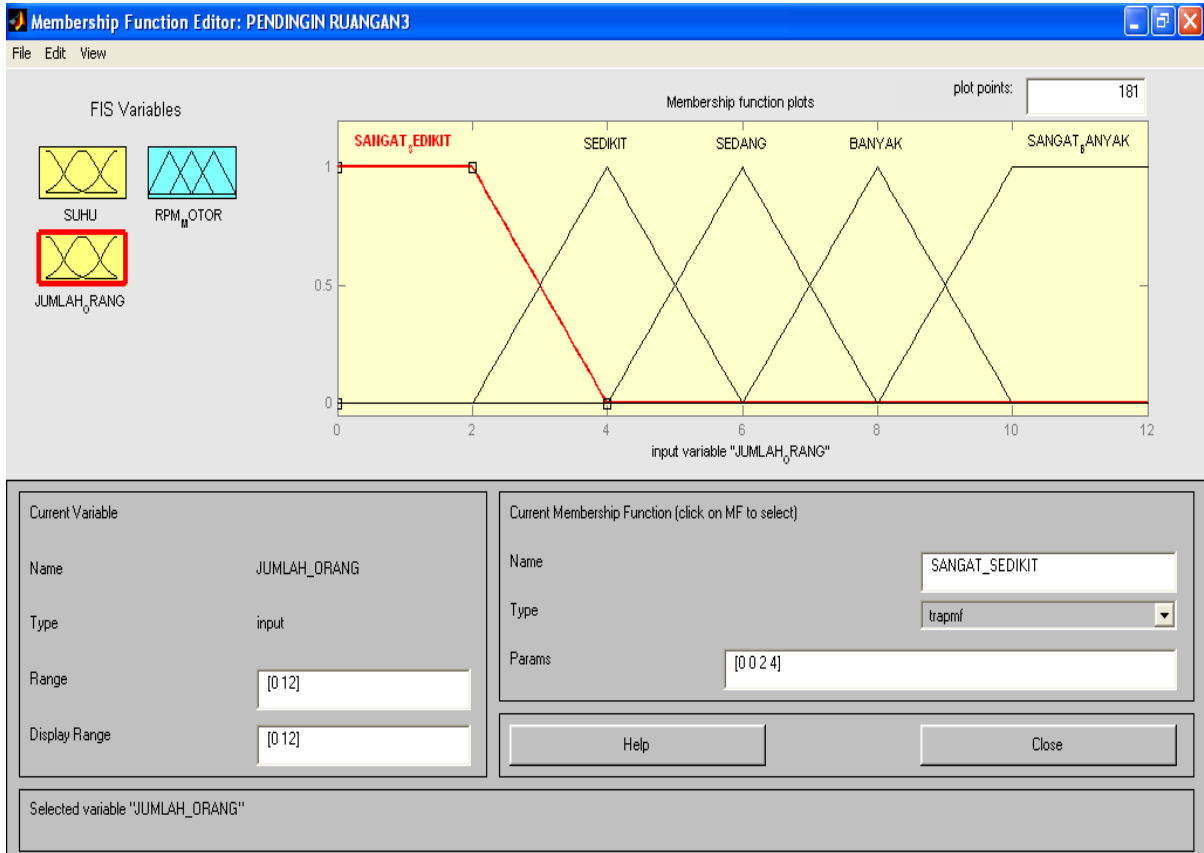 Membership Function Editor: PENDINGIN RUANGAN3
File Edit View
FIS Variables
SUHU
RPM_MOTOR
JUMLAH_ORANG
Membership function plots
plot points:
181
SANGAT_SEDIKIT
SEDIKIT
SEDANG
BANYAK
SANGAT_BANYAK
1
0.5
0
0 2 4 6 8 10 12
input variable "JUMLAH_ORANG"
Current Variable
Name JUMLAH_ORANG
Type input
Range [0 12]
Display Range [0 12]
Current Membership Function (click on MF to select)
Name SANGAT_SEDIKIT
Type trapmf
Params [0 0 2 4]
Help
Close
Selected variable "JUMLAH_ORANG"